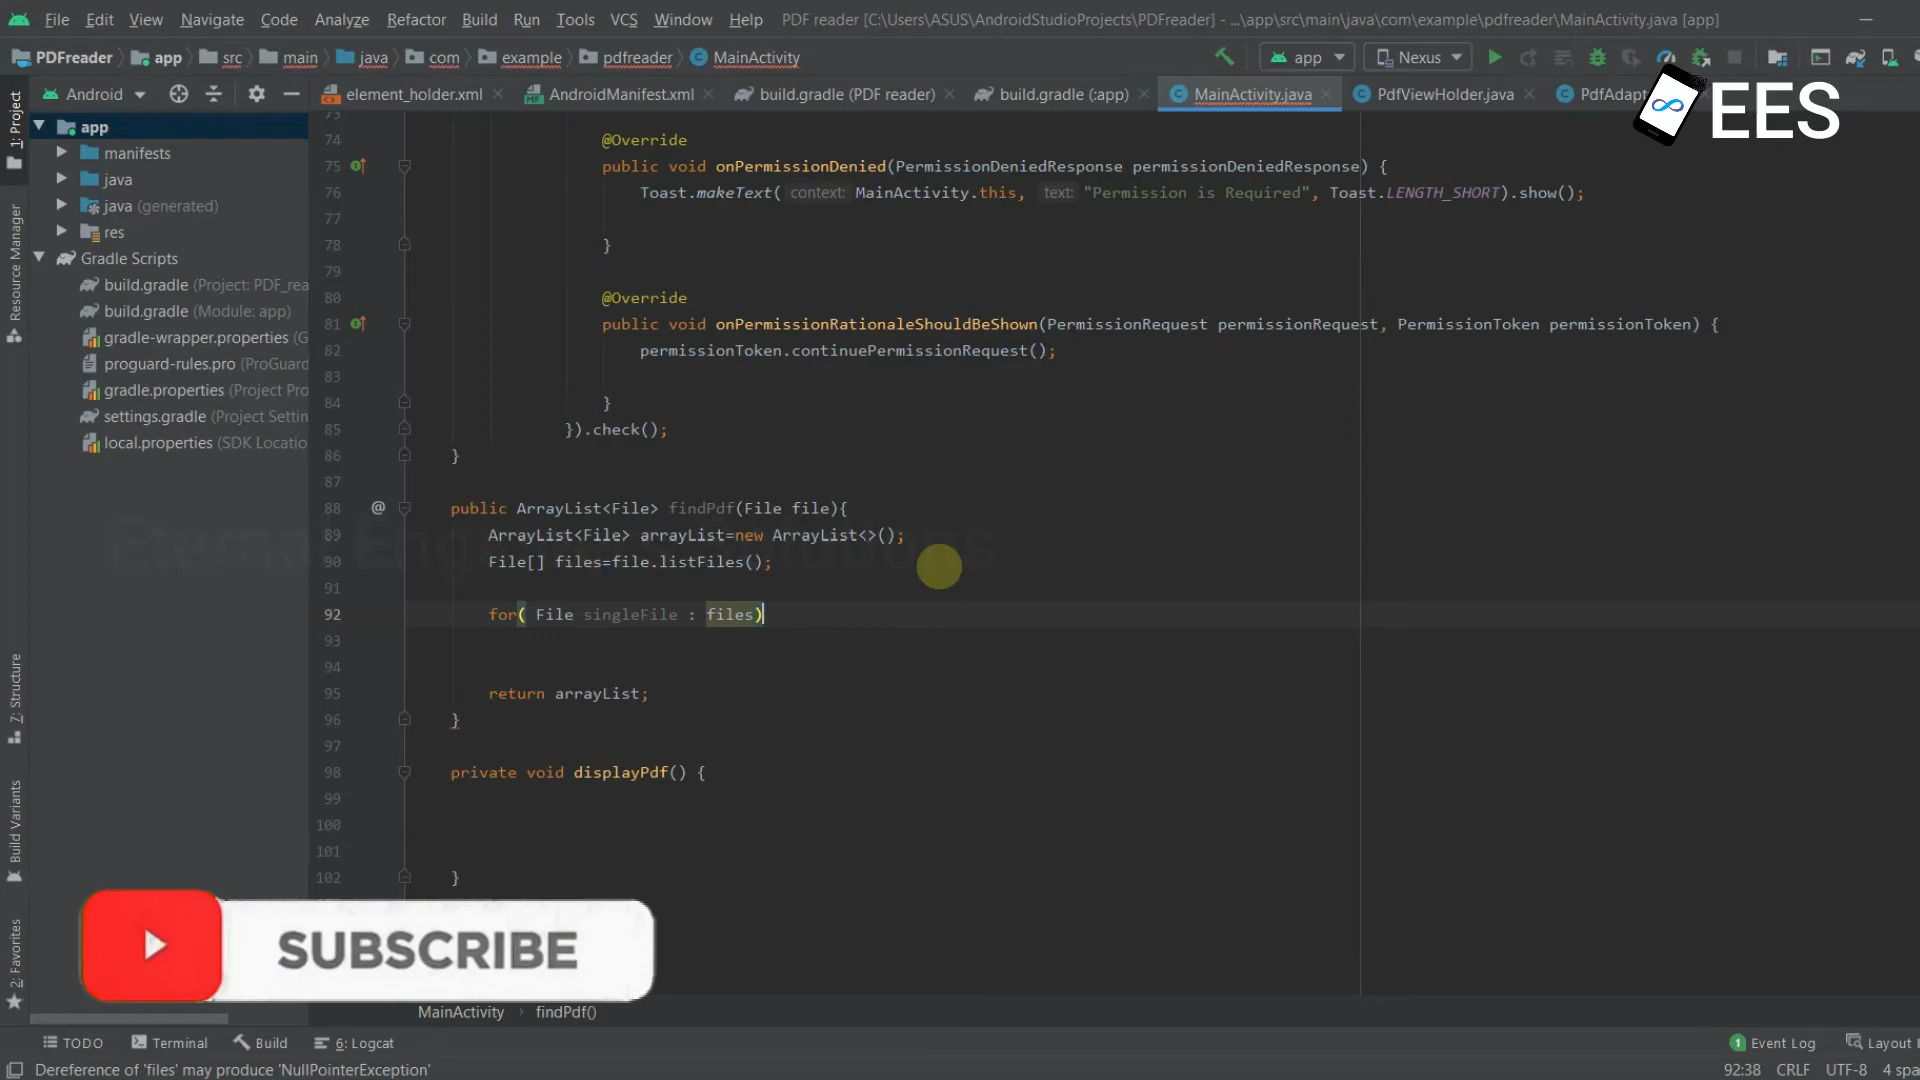 File Edit View Navigate Code Analyze Refactor Build Run Tools VCS Window Help PDF reader [C:\Users\ASUS\AndroidStudioProjects\PDFreader] - ...\app\src\main\java\com\example\pdfreader\MainActivity.java [app]
PDFreader app src main java com example pdfreader MainActivity app Nexus
Android element_holder.xml AndroidManifest.xml build.gradle (PDF reader) build.gradle (:app) MainActivity.java PdfViewHolder.java PdfAdapt
EES
1: Project
Resource Manager
7: Structure
Build Variants
2: Favorites
app
manifests
java
java (generated)
res
Gradle Scripts
build.gradle (Project: PDF_rea
build.gradle (Module: app)
gradle-wrapper.properties (G
proguard-rules.pro (ProGuard
gradle.properties (Project Pro
settings.gradle (Project Settin
local.properties (SDK Locatio
73
74 @Override
75 public void onPermissionDenied(PermissionDeniedResponse permissionDeniedResponse) {
76 Toast.makeText( context: MainActivity.this, text: "Permission is Required", Toast.LENGTH_SHORT).show();
77
78 }
79
80 @Override
81 public void onPermissionRationaleShouldBeShown(PermissionRequest permissionRequest, PermissionToken permissionToken) {
82 permissionToken.continuePermissionRequest();
83
84 }
85 }).check();
86 }
87
88 @ public ArrayList<File> findPdf(File file){
89 ArrayList<File> arrayList=new ArrayList<>();
90 File[] files=file.listFiles();
91
92 for( File singleFile : files)
93
94
95 return arrayList;
96 }
97
98 private void displayPdf() {
99
100
101
102 }
SUBSCRIBE
MainActivity › findPdf()
TODO Terminal Build 6: Logcat 1 Event Log Layout I
Dereference of 'files' may produce 'NullPointerException' 92:38 CRLF UTF-8 4 spa